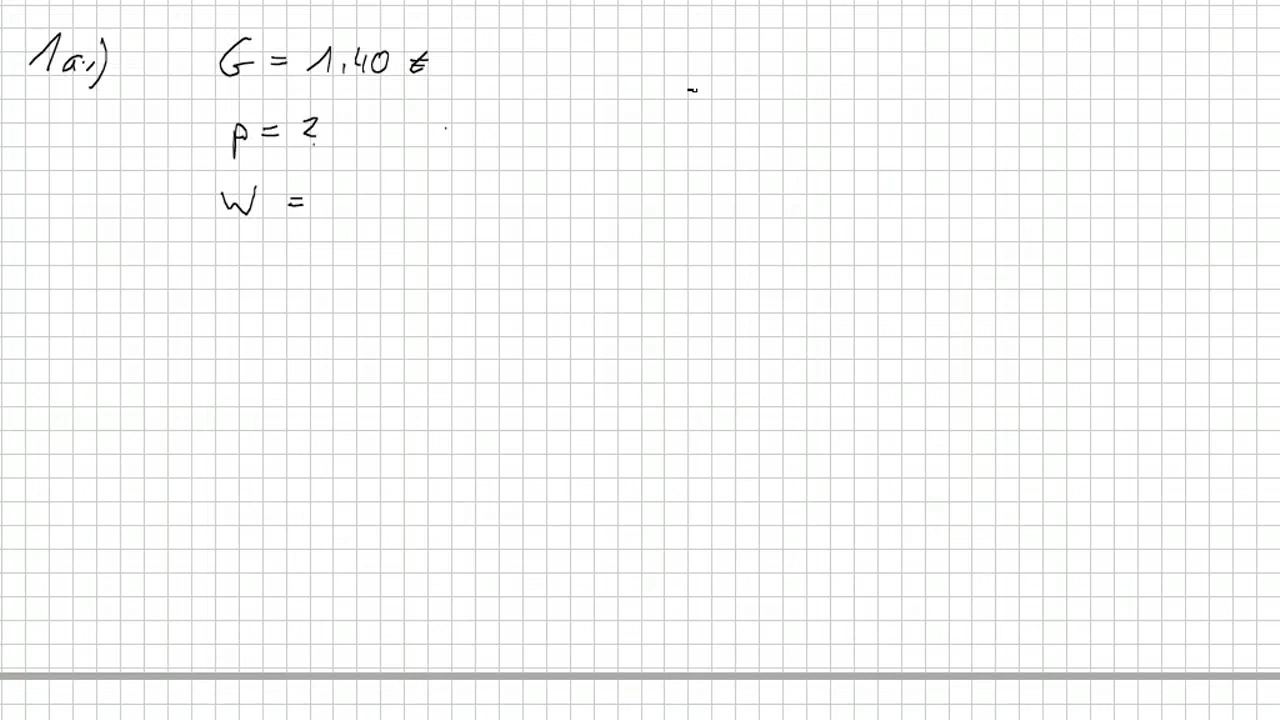 1a.)
G = 1,40 €
p = ?
W =